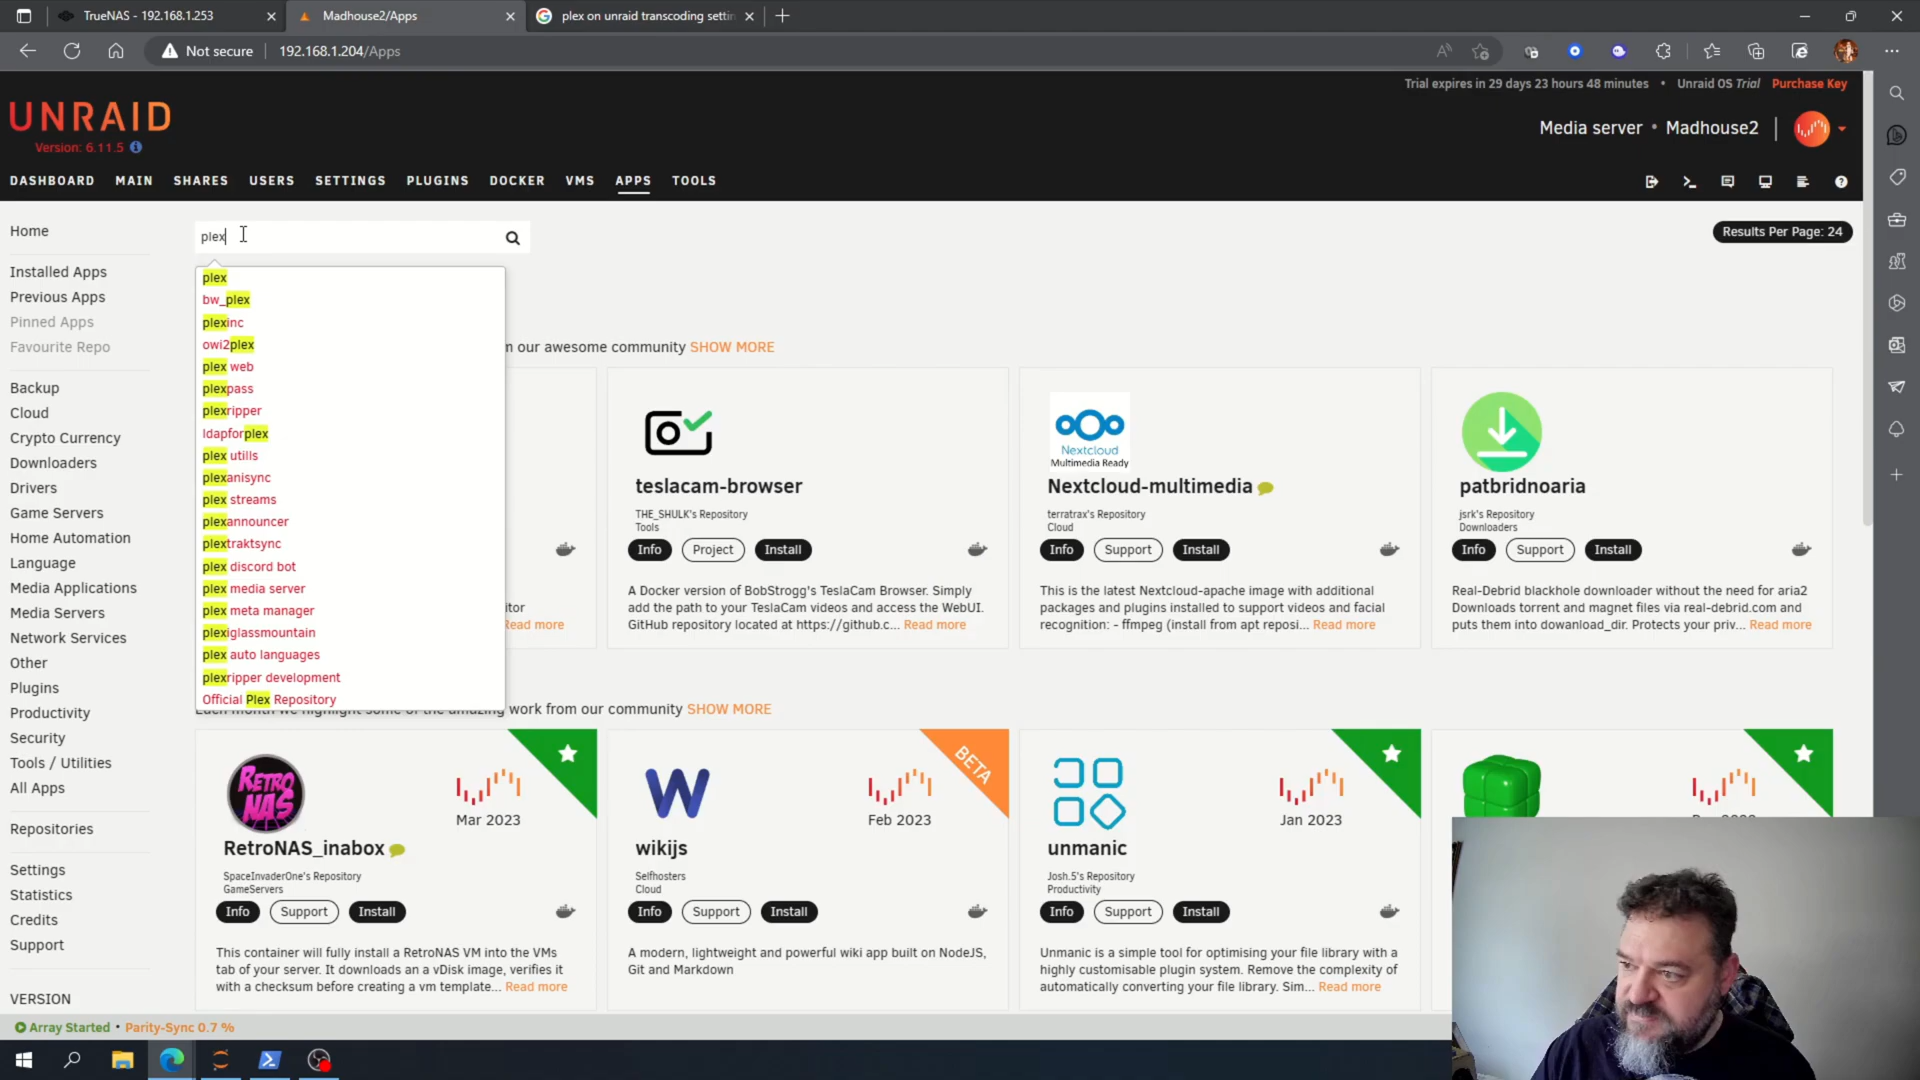 TrueNAS - 192.168.1.253
Madhouse2/Apps
plex on unraid transcoding settin
Not secure
192.168.1.204/Apps
Trial expires in 29 days 23 hours 48 minutes • Unraid OS Trial Purchase Key
UNRAID
Version: 6.11.5
Media server • Madhouse2
DASHBOARD MAIN SHARES USERS SETTINGS PLUGINS DOCKER VMS APPS TOOLS
Home
Installed Apps
Previous Apps
Pinned Apps
Favourite Repo
Backup
Cloud
Crypto Currency
Downloaders
Drivers
Game Servers
Home Automation
Language
Media Applications
Media Servers
Network Services
Other
Plugins
Productivity
Security
Tools / Utilities
All Apps
Repositories
Settings
Statistics
Credits
Support
VERSION
plex
Results Per Page: 24
plex
bw_plex
plexinc
owi2plex
plex web
plexpass
plexripper
ldapforplex
plex utills
plexanisync
plex streams
plexannouncer
plextraktsync
plex discord bot
plex media server
plex meta manager
plexiglassmountain
plex auto languages
plexripper development
Official Plex Repository
our awesome community SHOW MORE
itor
Read more
teslacam-browser
THE_SHULK's Repository
Tools
Info Project Install
A Docker version of BobStrogg's TeslaCam Browser. Simply
add the path to your TeslaCam videos and access the WebUI.
GitHub repository located at https://github.c... Read more
Nextcloud
Multimedia Ready
Nextcloud-multimedia
terratrax's Repository
Cloud
Info Support Install
This is the latest Nextcloud-apache image with additional
packages and plugins installed to support videos and facial
recognition: - ffmpeg (install from apt reposi... Read more
patbridnoaria
jsrk's Repository
Downloaders
Info Support Install
Real-Debrid blackhole downloader without the need for aria2
Downloads torrent and magnet files via real-debrid.com and
puts them into dowanload_dir. Protects your priv... Read more
Each month we highlight some of the amazing work from our community SHOW MORE
RETRO
NAS
Mar 2023
RetroNAS_inabox
SpaceInvaderOne's Repository
GameServers
Info Support Install
This container will fully install a RetroNAS VM into the VMs
tab of your server. It downloads an a vDisk image, verifies it
with a checksum before creating a vm template... Read more
BETA
Feb 2023
wikijs
Selfhosters
Cloud
Info Support Install
A modern, lightweight and powerful wiki app built on NodeJS,
Git and Markdown
Jan 2023
unmanic
Josh.5's Repository
Productivity
Info Support Install
Unmanic is a simple tool for optimising your file library with a
highly customisable plugin system. Remove the complexity of
automatically converting your file library. Sim... Read more
Array Started • Parity-Sync 0.7 %